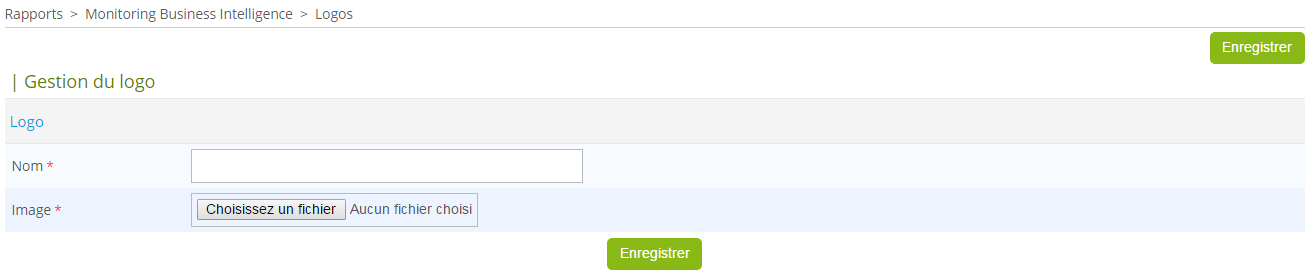 Rapports > Monitoring Business Intelligence > Logos
Enregistrer
| Gestion du logo
Logo
Nom *
Image * Choisissez un fichier Aucun fichier choisi
Enregistrer